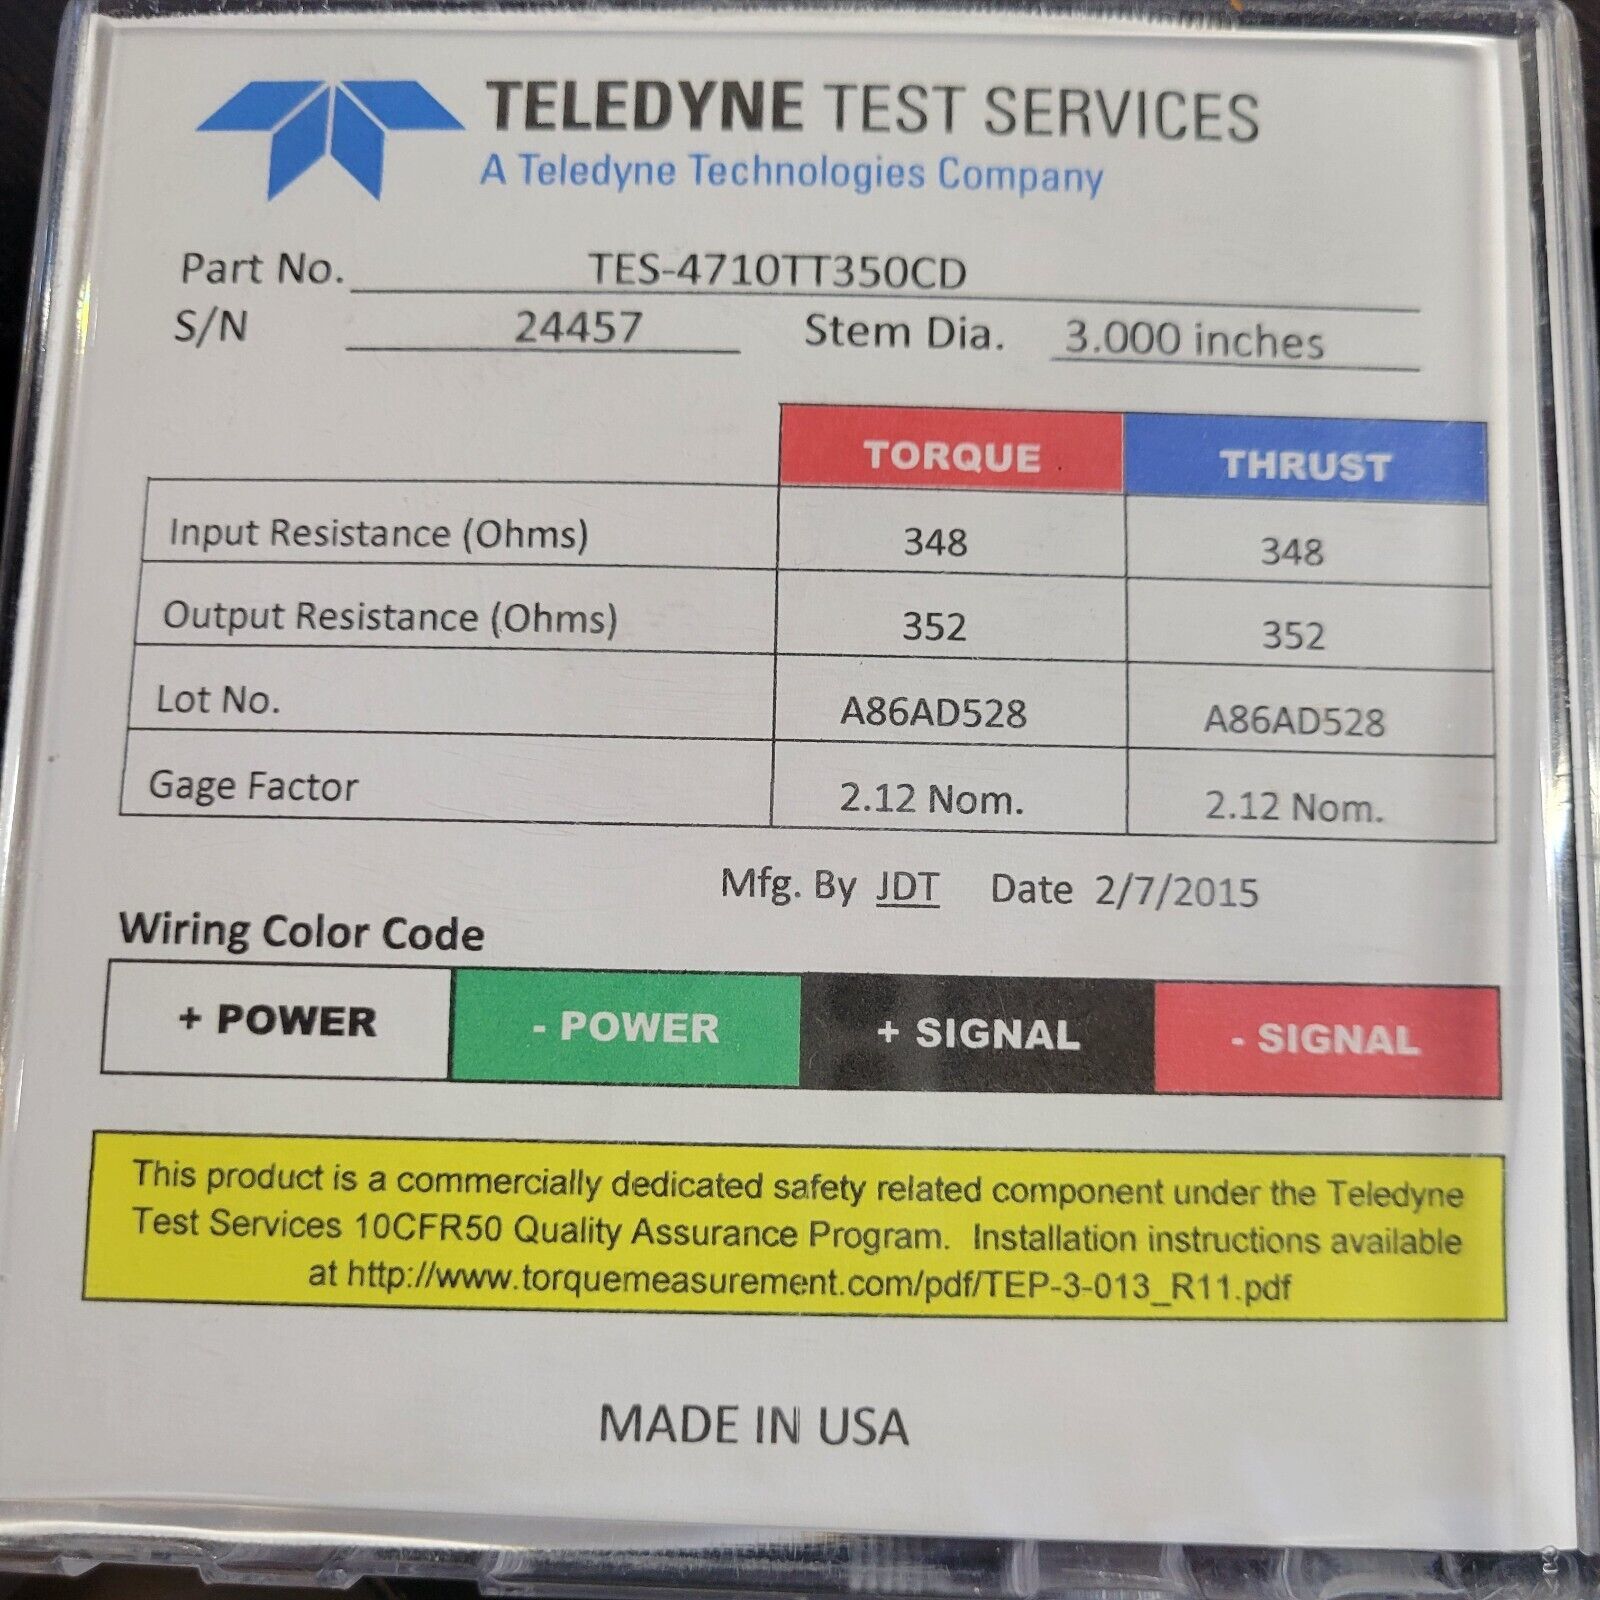 TELEDYNE TEST SERVICES
A Teledyne Technologies Company
Part No. TES-4710TT350CD
S/N 24457 Stem Dia. 3.000 inches
TORQUE THRUST
Input Resistance (Ohms) 348 348
Output Resistance (Ohms) 352 352
Lot No. A86AD528 A86AD528
Gage Factor 2.12 Nom. 2.12 Nom.
Mfg. By JDT Date 2/7/2015
Wiring Color Code
+ POWER - POWER + SIGNAL - SIGNAL
This product is a commercially dedicated safety related component under the Teledyne
Test Services 10CFR50 Quality Assurance Program. Installation instructions available
at http://www.torquemeasurement.com/pdf/TEP-3-013_R11.pdf
MADE IN USA